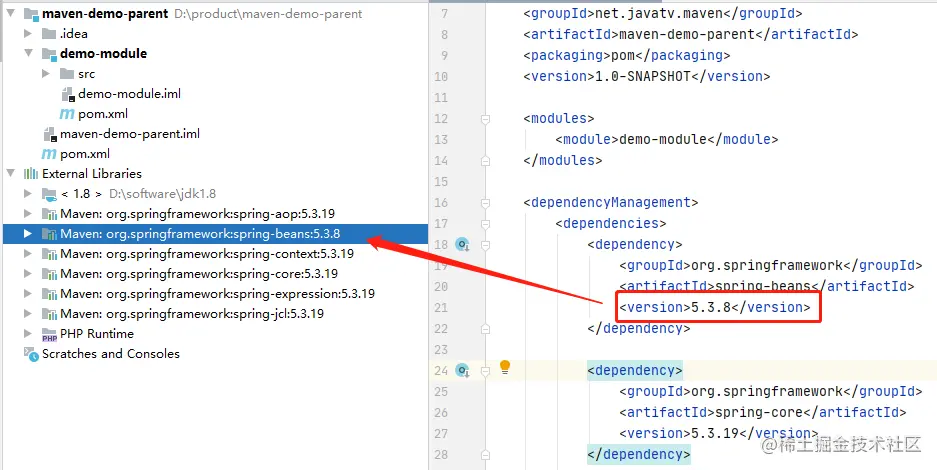 maven-demo-parent D:\product\maven-demo-parent
.idea
demo-module
src
demo-module.iml
pom.xml
maven-demo-parent.iml
pom.xml
External Libraries
< 1.8 > D:\software\jdk1.8
Maven: org.springframework:spring-aop:5.3.19
Maven: org.springframework:spring-beans:5.3.8
Maven: org.springframework:spring-context:5.3.19
Maven: org.springframework:spring-core:5.3.19
Maven: org.springframework:spring-expression:5.3.19
Maven: org.springframework:spring-jcl:5.3.19
PHP Runtime
Scratches and Consoles
7 <groupId>net.javatv.maven</groupId>
8 <artifactId>maven-demo-parent</artifactId>
9 <packaging>pom</packaging>
10 <version>1.0-SNAPSHOT</version>
11
12 <modules>
13 <module>demo-module</module>
14 </modules>
15
16 <dependencyManagement>
17 <dependencies>
18 <dependency>
19 <groupId>org.springframework</groupId>
20 <artifactId>spring-beans</artifactId>
21 <version>5.3.8</version>
22 </dependency>
23
24 <dependency>
25 <groupId>org.springframework</groupId>
26 <artifactId>spring-core</artifactId>
27 <version>5.3.19</version>
28 </dependency>
@稀土掘金技术社区